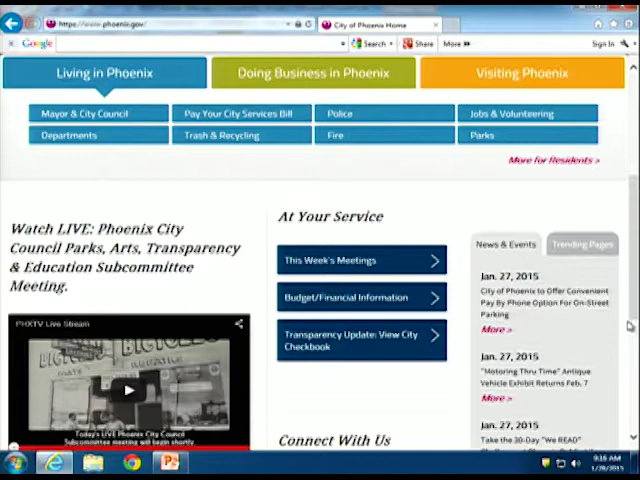 https://www.phoenix.gov/
City of Phoenix Home
Google
Search
Share
More »
Sign In
Living in Phoenix
Doing Business in Phoenix
Visiting Phoenix
Mayor & City Council
Pay Your City Services Bill
Police
Jobs & Volunteering
Departments
Trash & Recycling
Fire
Parks
More for Residents >
Watch LIVE: Phoenix City
Council Parks, Arts, Transparency
& Education Subcommittee
Meeting.
PHXTV Live Stream
BICYCLES
Today's LIVE Phoenix City Council
Subcommittee meeting will begin shortly
At Your Service
This Week's Meetings
Budget/Financial Information
Transparency Update: View City
Checkbook
Connect With Us
News & Events
Trending Pages
Jan. 27, 2015
City of Phoenix to Offer Convenient
Pay By Phone Option For On-Street
Parking
More >
Jan. 27, 2015
"Motoring Thru Time" Antique
Vehicle Exhibit Returns Feb. 7
More >
Jan. 27, 2015
Take the 30-Day "We READ"
1/28/2015